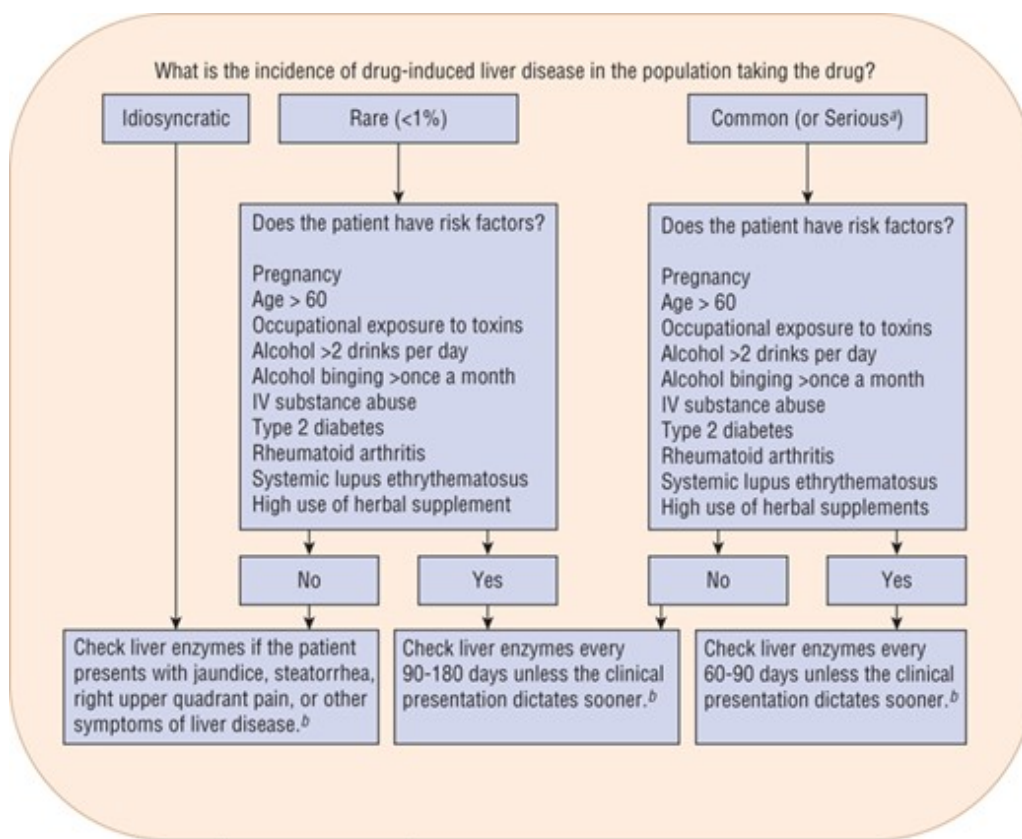 What is the incidence of drug-induced liver disease in the population taking the drug?
Idiosyncratic
Rare (<1%)
Common (or Seriousᵃ)
Does the patient have risk factors?
Pregnancy
Age > 60
Occupational exposure to toxins
Alcohol >2 drinks per day
Alcohol binging >once a month
IV substance abuse
Type 2 diabetes
Rheumatoid arthritis
Systemic lupus ethrythematosus
High use of herbal supplement
Does the patient have risk factors?
Pregnancy
Age > 60
Occupational exposure to toxins
Alcohol >2 drinks per day
Alcohol binging >once a month
IV substance abuse
Type 2 diabetes
Rheumatoid arthritis
Systemic lupus ethrythematosus
High use of herbal supplements
No
Yes
No
Yes
Check liver enzymes if the patient
presents with jaundice, steatorrhea,
right upper quadrant pain, or other
symptoms of liver disease.ᵇ
Check liver enzymes every
90-180 days unless the clinical
presentation dictates sooner.ᵇ
Check liver enzymes every
60-90 days unless the clinical
presentation dictates sooner.ᵇ